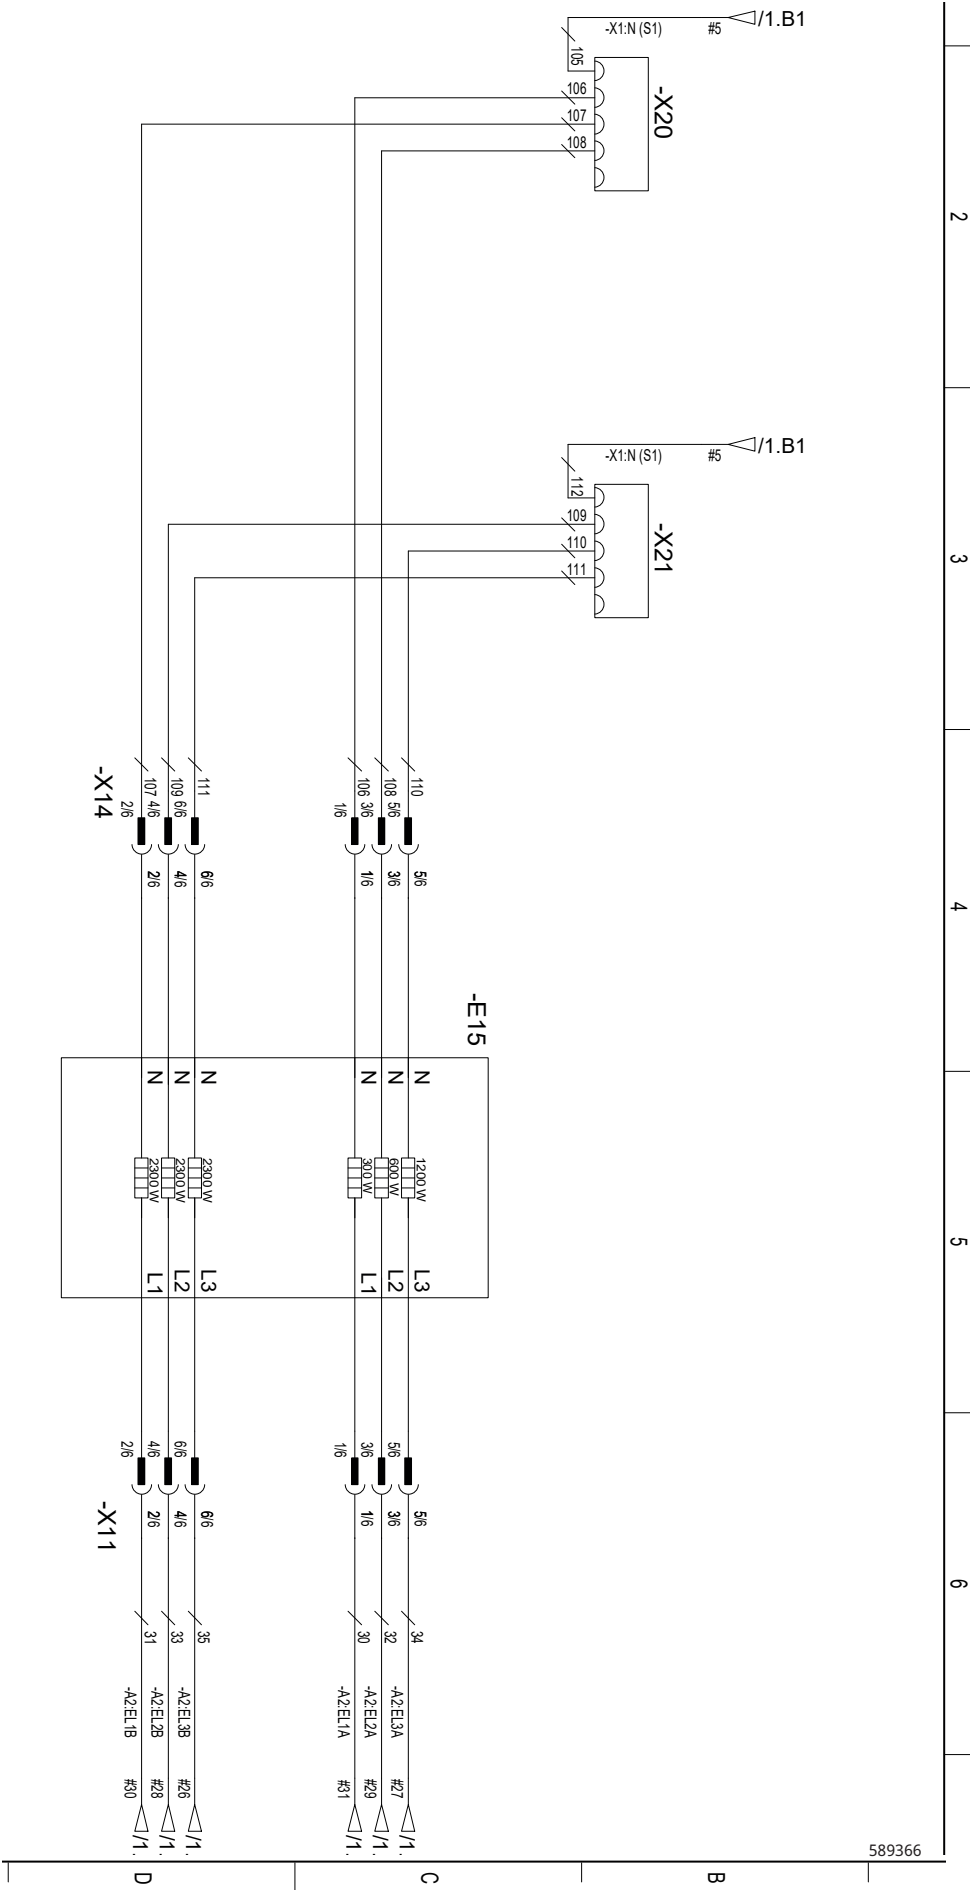 /1.B1
-X1:N (S1)
#5
105
106
107
108
-X20
2
/1.B1
-X1:N (S1)
#5
112
109
110
111
-X21
3
-X14
107
109
111
106
108
110
2/6
4/6
6/6
1/6
3/6
5/6
2/6
4/6
6/6
1/6
3/6
5/6
4
-E15
N
N
N
N
N
N
2300 W
2300 W
2300 W
300 W
600 W
1200 W
L1
L2
L3
L1
L2
L3
5
2/6
4/6
6/6
1/6
3/6
5/6
-X11
2/6
4/6
6/6
1/6
3/6
5/6
6
31
33
35
30
32
34
-A2:EL1B
-A2:EL2B
-A2:EL3B
-A2:EL1A
-A2:EL2A
-A2:EL3A
#30
#28
#26
#31
#29
#27
/1.
/1.
/1.
/1.
/1.
/1.
589366
D
C
B